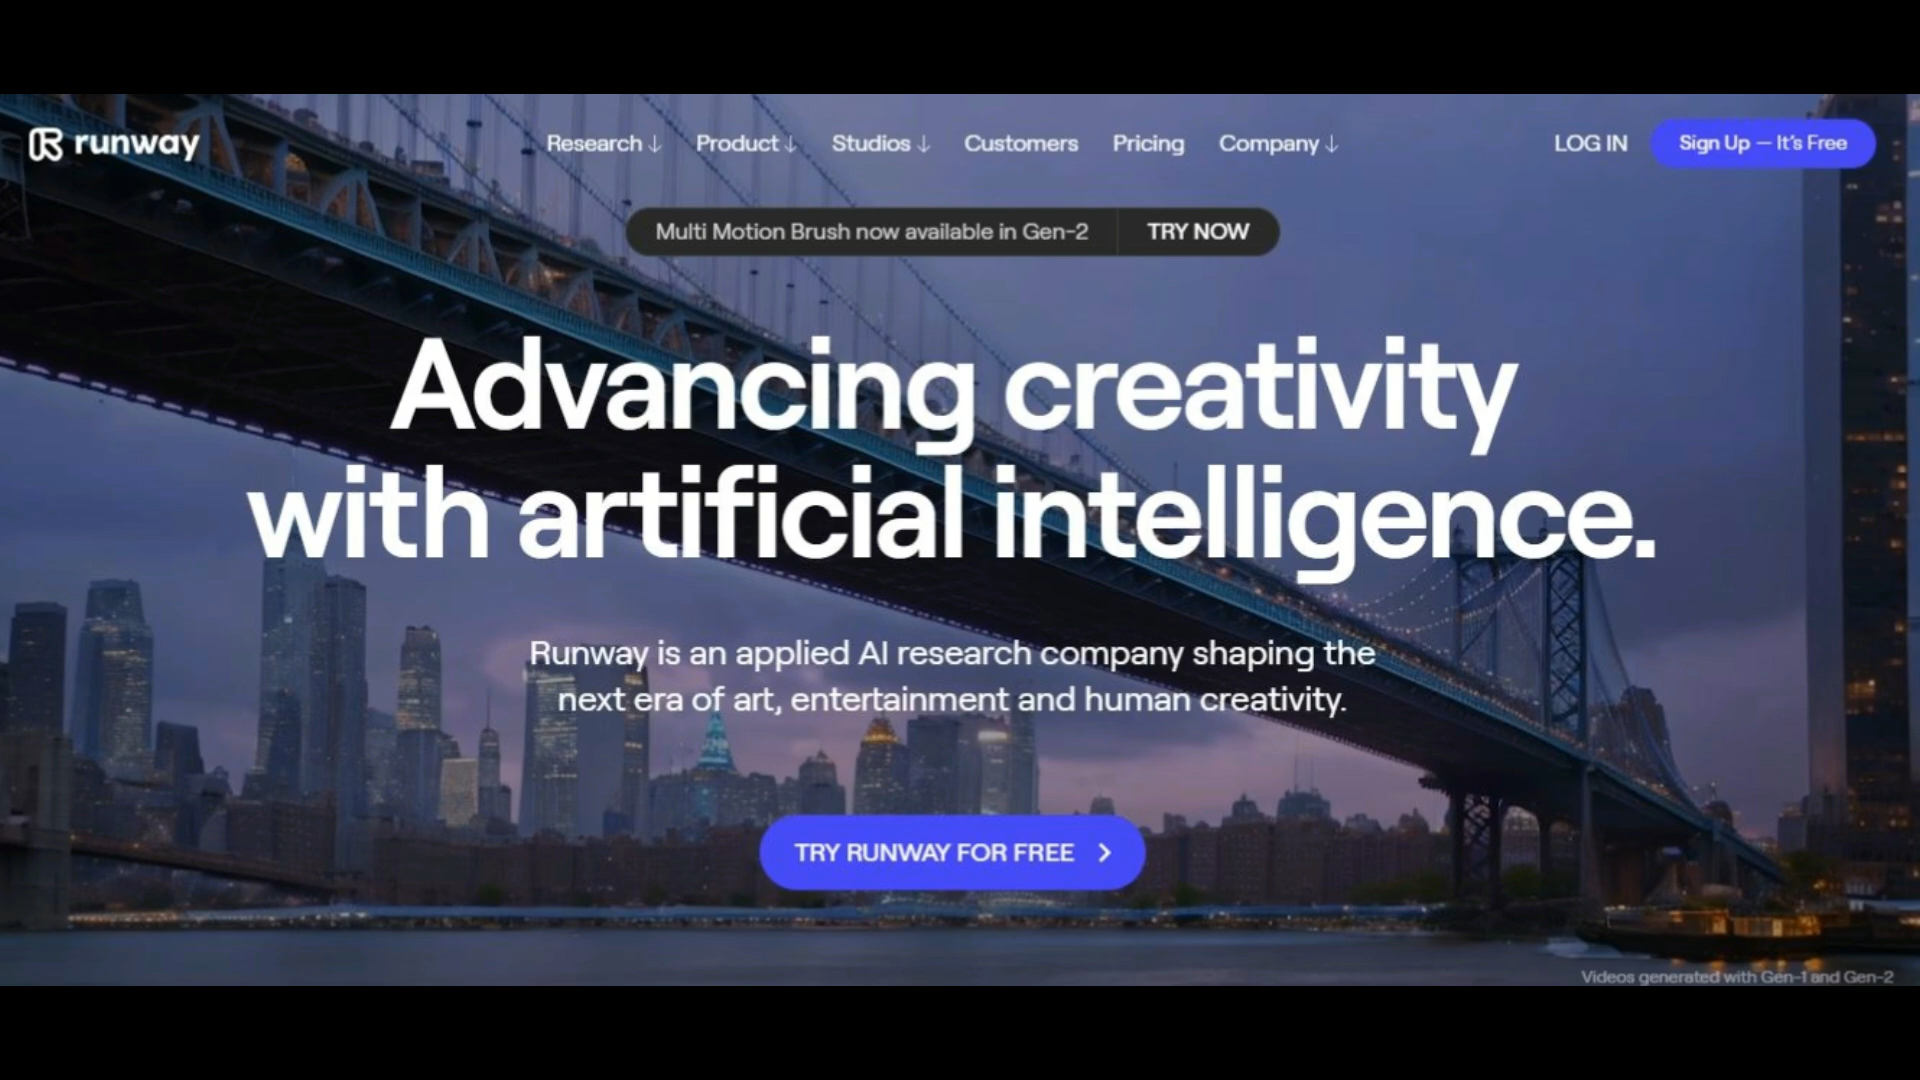 runway
Research ↓ Product ↓ Studios ↓ Customers Pricing Company ↓
LOG IN
Sign Up — It's Free
Multi Motion Brush now available in Gen-2
TRY NOW
Advancing creativity
with artificial intelligence.
Runway is an applied AI research company shaping the
next era of art, entertainment and human creativity.
TRY RUNWAY FOR FREE >
Videos generated with Gen-1 and Gen-2